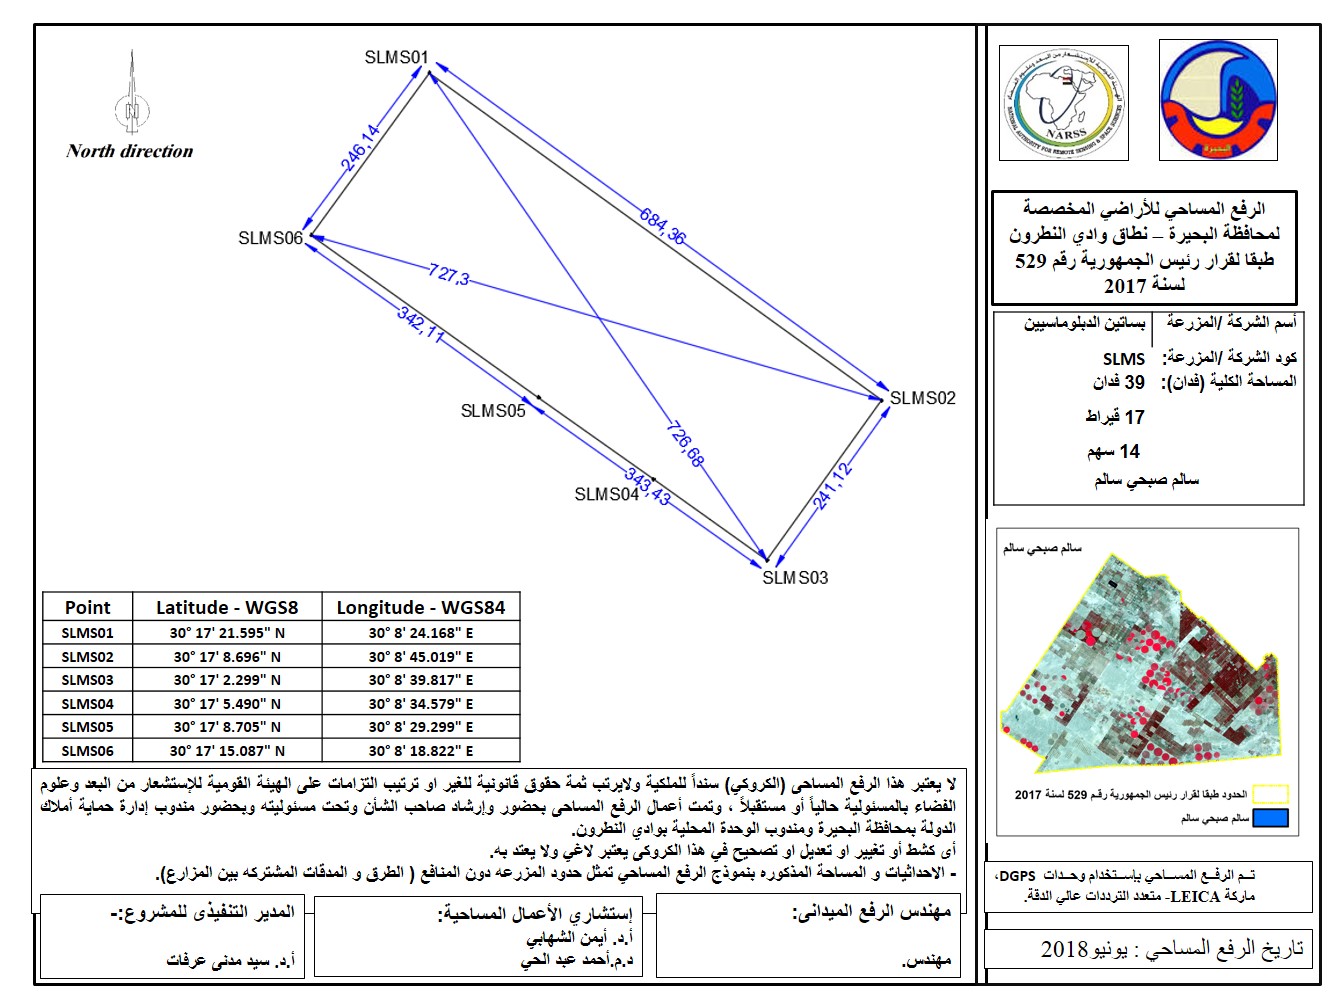 SLMS01
246,14
684,36
North direction
SLMS06
727,3
342,11
SLMS05
SLMS02
726,68
343,43
SLMS04
241,12
SLMS03
Point Latitude - WGS8 Longitude - WGS84
SLMS01 30° 17' 21.595" N 30° 8' 24.168" E
SLMS02 30° 17' 8.696" N 30° 8' 45.019" E
SLMS03 30° 17' 2.299" N 30° 8' 39.817" E
SLMS04 30° 17' 5.490" N 30° 8' 34.579" E
SLMS05 30° 17' 8.705" N 30° 8' 29.299" E
SLMS06 30° 17' 15.087" N 30° 8' 18.822" E
لا يعتبر هذا الرفع المساحى (الكروكي) سنداً للملكية ولايرتب ثمة حقوق قانونية للغير او ترتيب التزامات على الهيئة القومية للإستشعار من البعد وعلوم
الفضاء بالمسئولية حالياً أو مستقبلاً ، وتمت أعمال الرفع المساحى بحضور وإرشاد صاحب الشأن وتحت مسئوليته وبحضور مندوب إدارة حماية أملاك
الدولة بمحافظة البحيرة ومندوب الوحدة المحلية بوادي النطرون.
أى كشط أو تغيير او تعديل او تصحيح في هذا الكروكى يعتبر لاغي ولا يعتد به.
- الاحداثيات و المساحة المذكوره بنموذج الرفع المساحي تمثل حدود المزرعه دون المنافع ( الطرق و المدقات المشتركه بين المزارع).
مهندس الرفع الميدانى:
مهندس.
إستشاري الأعمال المساحية:
أ.د. أيمن الشهابي
د.م.أحمد عبد الحي
المدير التنفيذى للمشروع:-
أ.د. سيد مدنى عرفات
NARSS
NATIONAL AUTHORITY FOR REMOTE SENSING & SPACE SCIENCES
البحيرة
الرفع المساحي للأراضي المخصصة
لمحافظة البحيرة – نطاق وادي النطرون
طبقا لقرار رئيس الجمهورية رقم 529
لسنة 2017
أسم الشركة /المزرعة بساتين الدبلوماسيين
كود الشركة /المزرعة: SLMS
المساحة الكلية (فدان): 39 فدان
17 قيراط
14 سهم
سالم صبحي سالم
سالم صبحي سالم
الحدود طبقا لقرار رئيس الجمهورية رقم 529 لسنة 2017
سالم صبحي سالم
تـم الرفـع المسـاحي بإستـخدام وحـدات DGPS،
ماركة LEICA- متعدد الترددات عالي الدقة.
تاريخ الرفع المساحي : يونيو2018